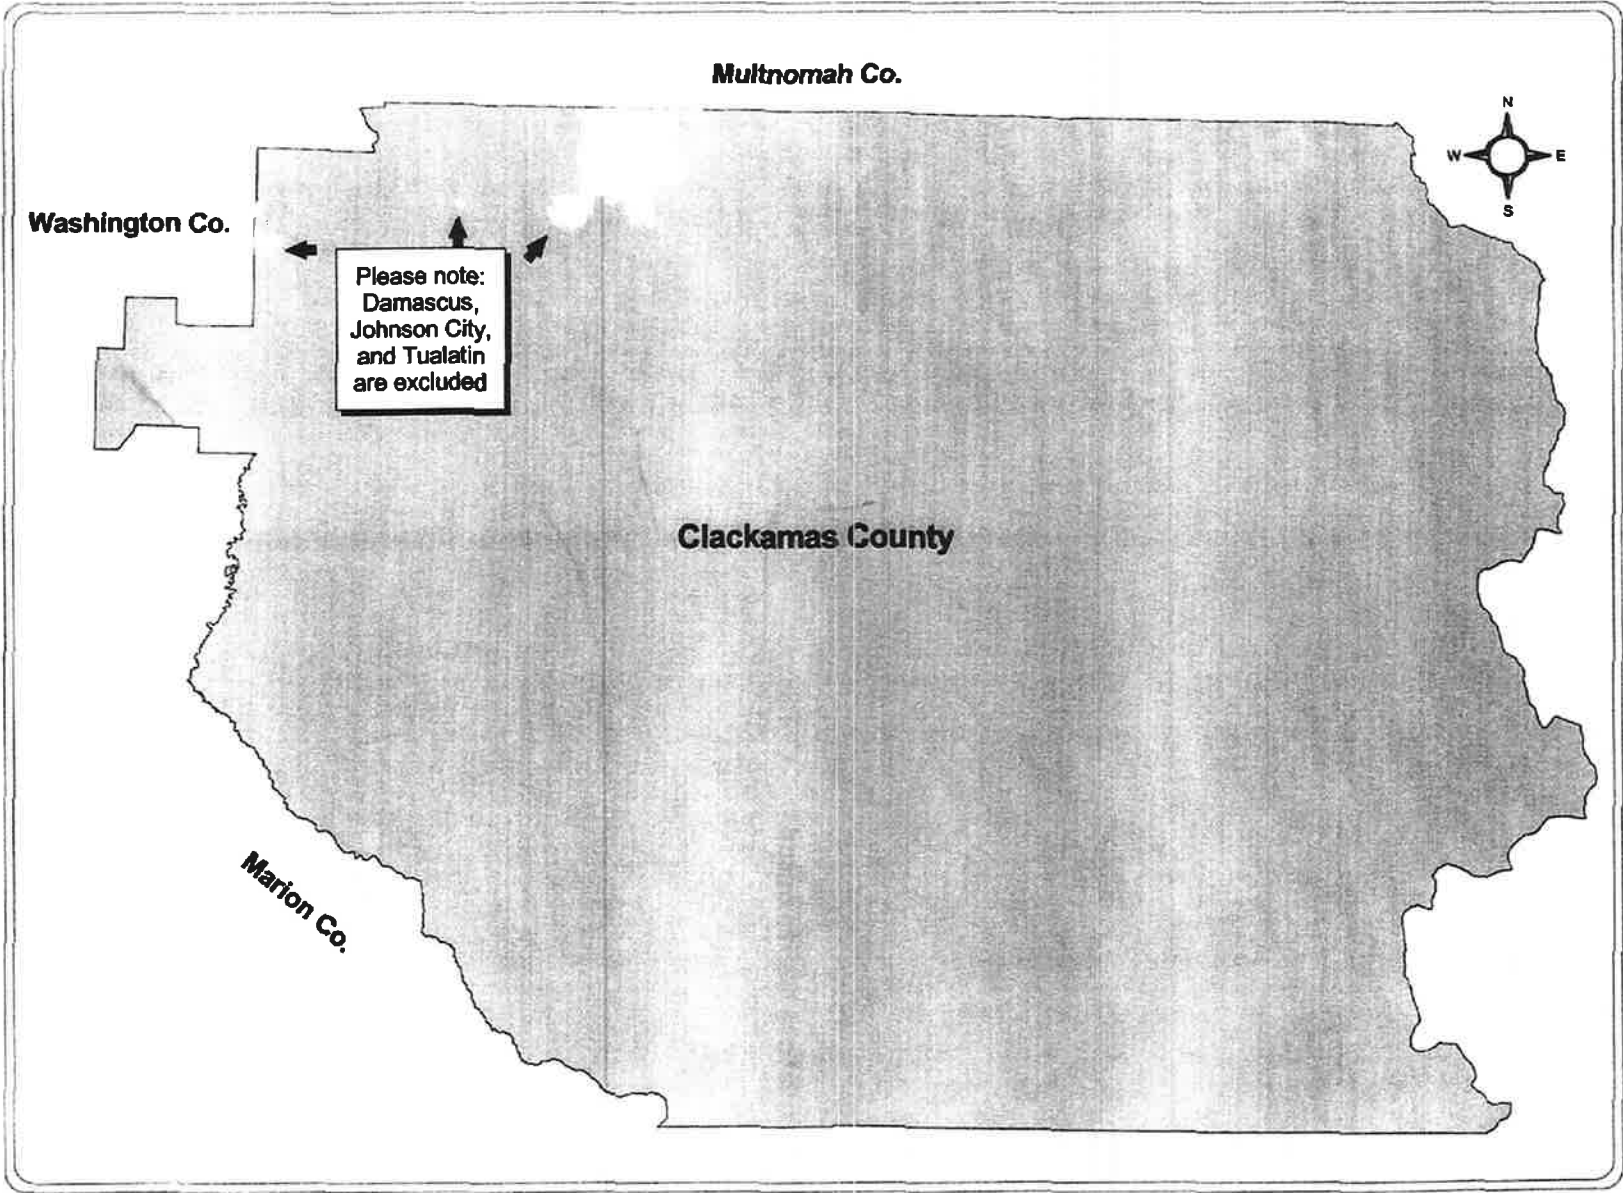 Multnomah Co.
N
W E
S
Washington Co.
Please note:
Damascus,
Johnson City,
and Tualatin
are excluded
Clackamas County
Marion Co.